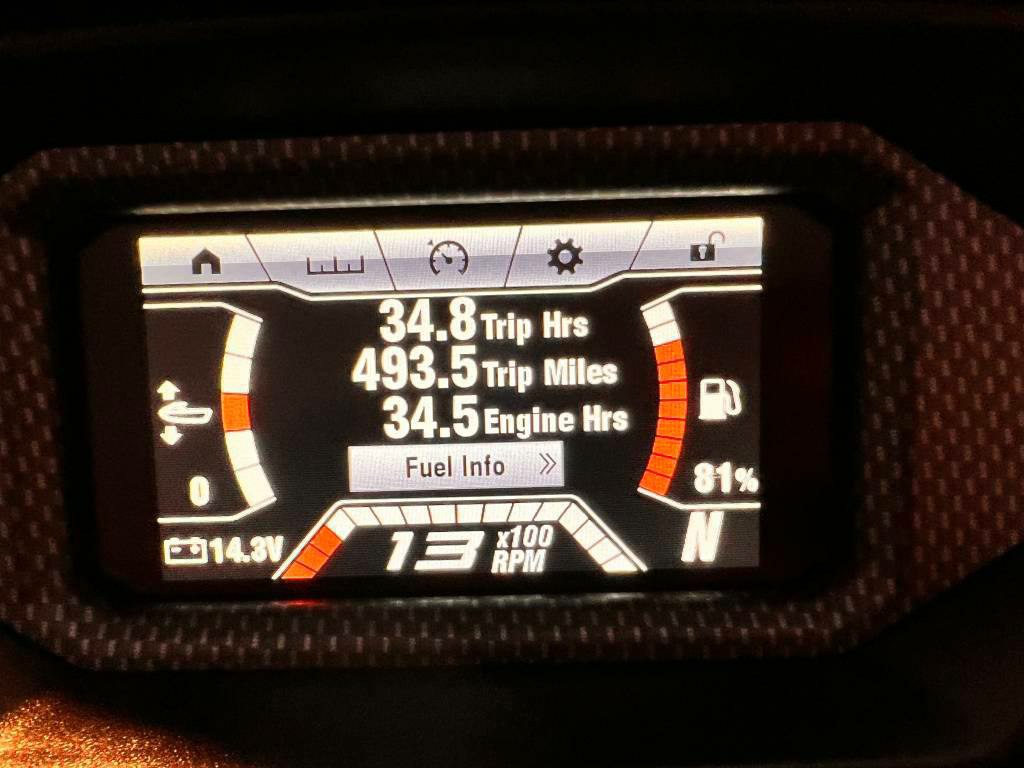 34.8 Trip Hrs
493.5 Trip Miles
34.5 Engine Hrs
Fuel Info
81%
0
14.3V
13 x100 RPM
N